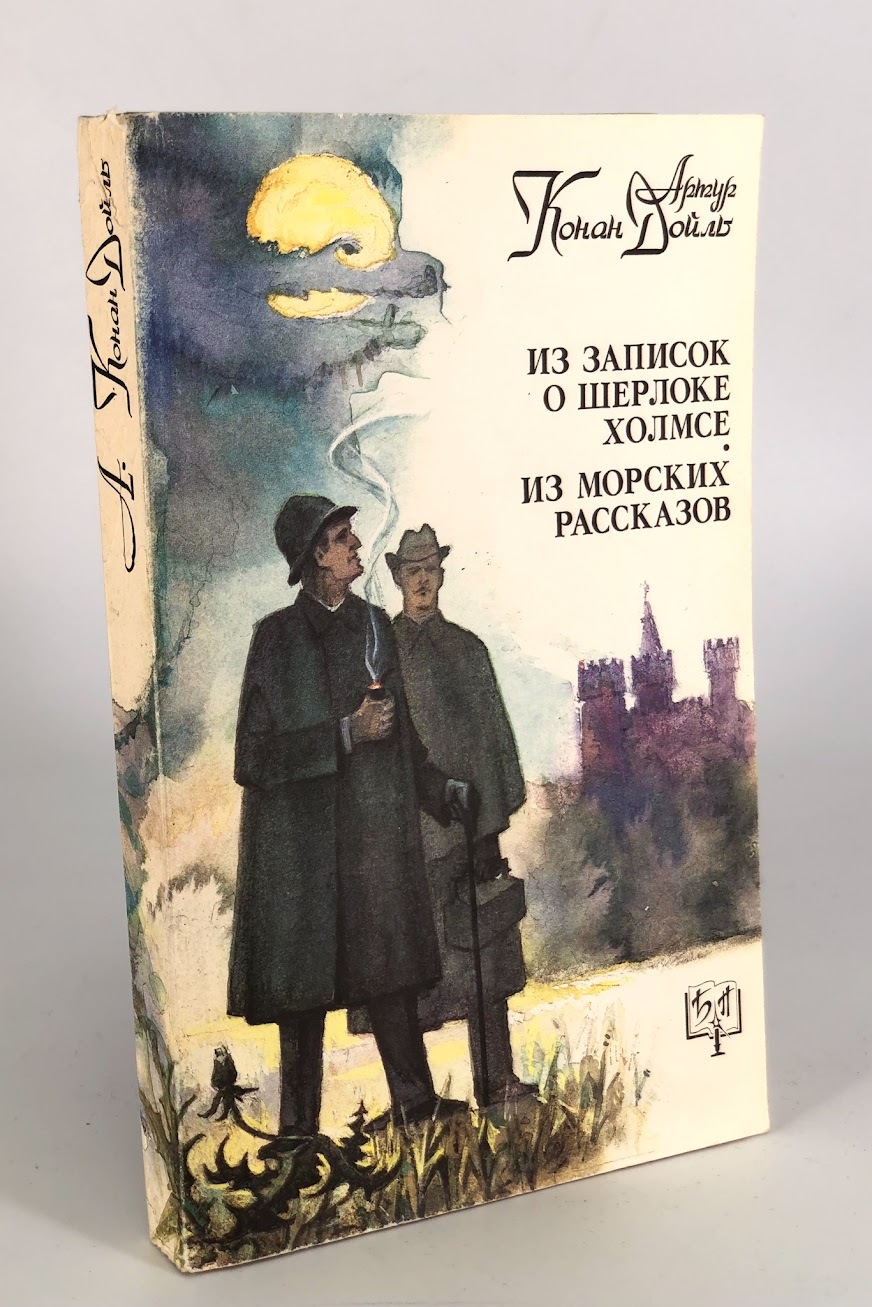 Артур
Конан Дойль
ИЗ ЗАПИСОК
О ШЕРЛОКЕ
ХОЛМСЕ
·
ИЗ МОРСКИХ
РАССКАЗОВ
Б П
А. Конан Дойль